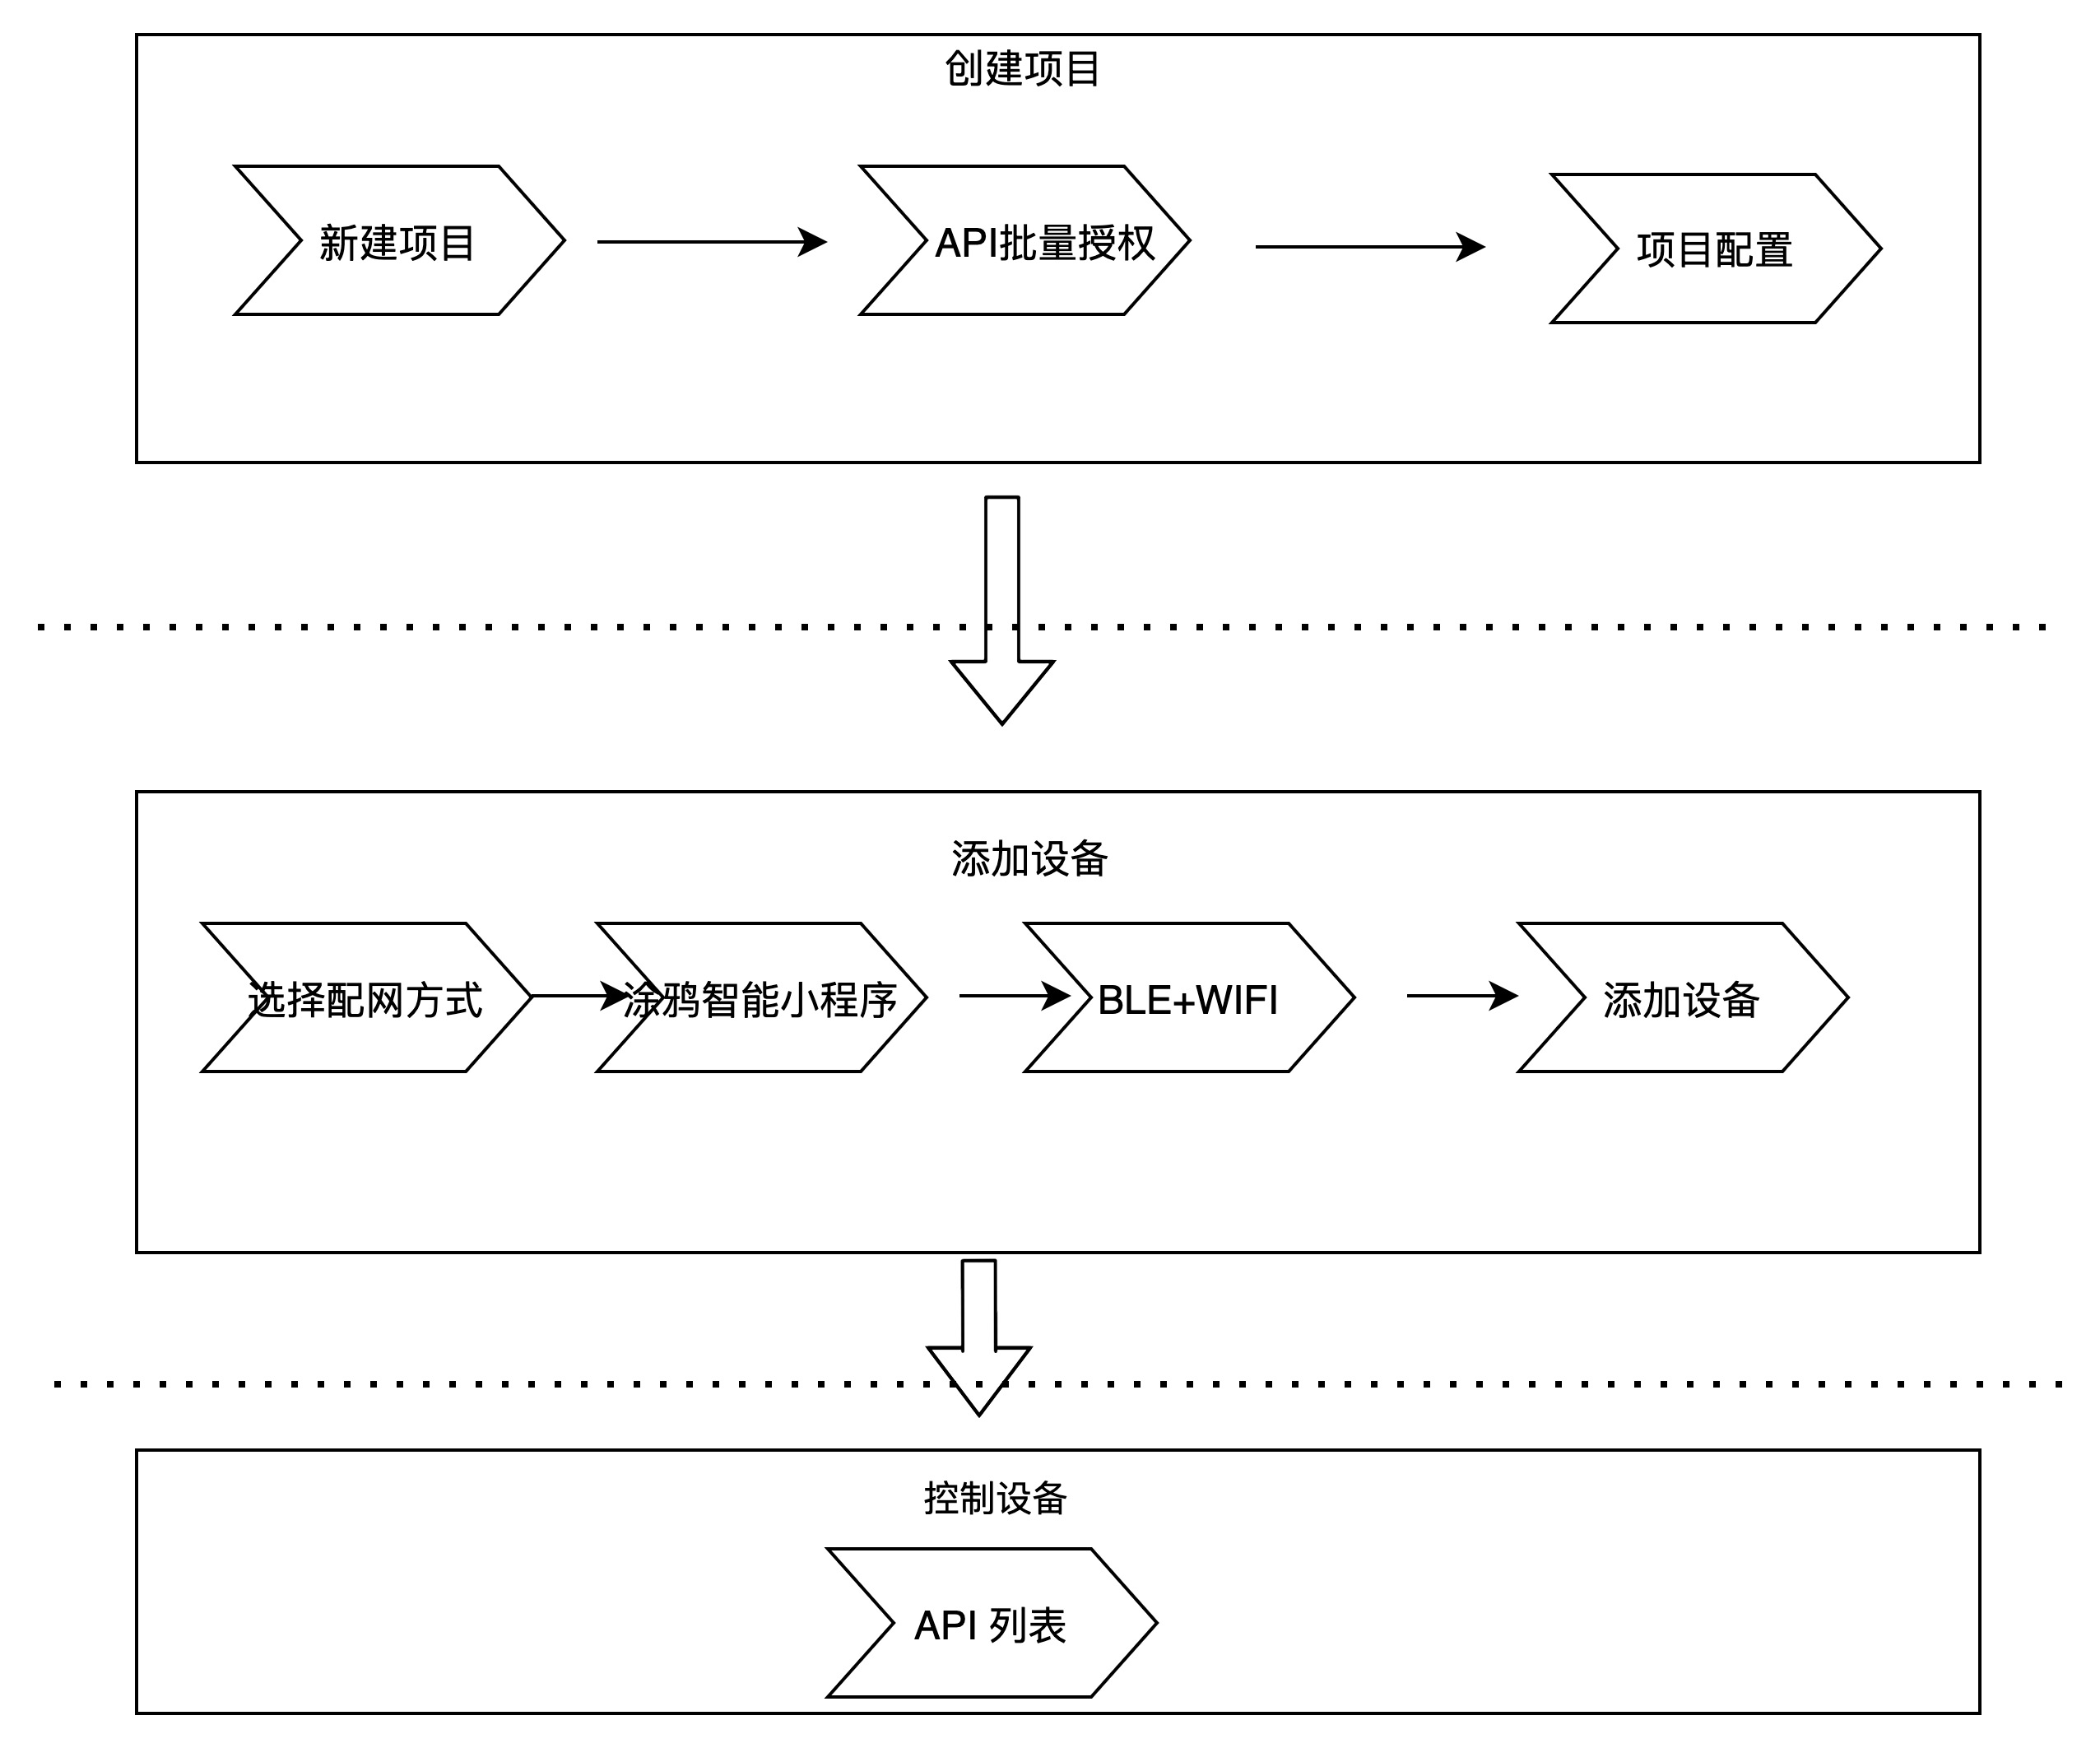 创建项目
新建项目
API批量授权
项目配置
添加设备
选择配网方式
涂鸦智能小程序
BLE+WIFI
添加设备
控制设备
API 列表